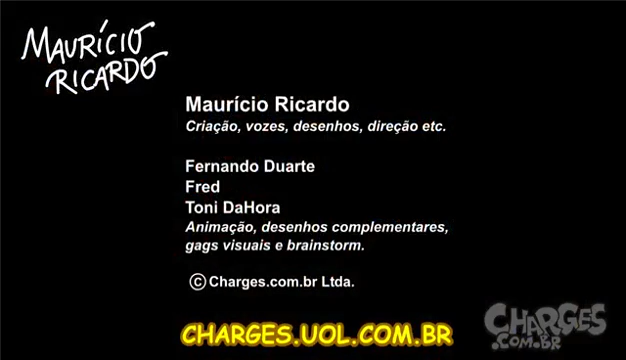 MAURÍCIO
RICARDO
Maurício Ricardo
Criação, vozes, desenhos, direção etc.
Fernando Duarte
Fred
Toni DaHora
Animação, desenhos complementares,
gags visuais e brainstorm.
© Charges.com.br Ltda.
CHARGES.UOL.COM.BR
CHARGES
.COM.BR